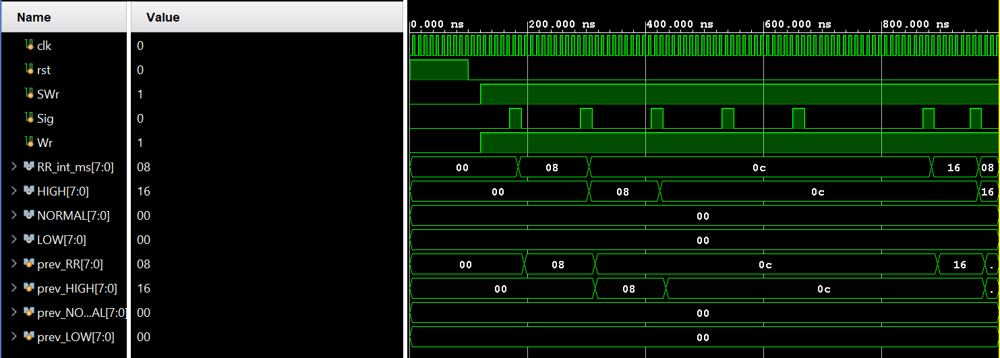 Name Value
0.000 ns 200.000 ns 400.000 ns 600.000 ns 800.000 ns
clk 0
rst 0
SWr 1
Sig 0
Wr 1
RR_int_ms[7:0] 08 00 08 0c 16 08
HIGH[7:0] 16 00 08 0c 16
NORMAL[7:0] 00 00
LOW[7:0] 00 00
prev_RR[7:0] 08 00 08 0c 16 .
prev_HIGH[7:0] 16 00 08 0c .
prev_NO...AL[7:0] 00 00
prev_LOW[7:0] 00 00